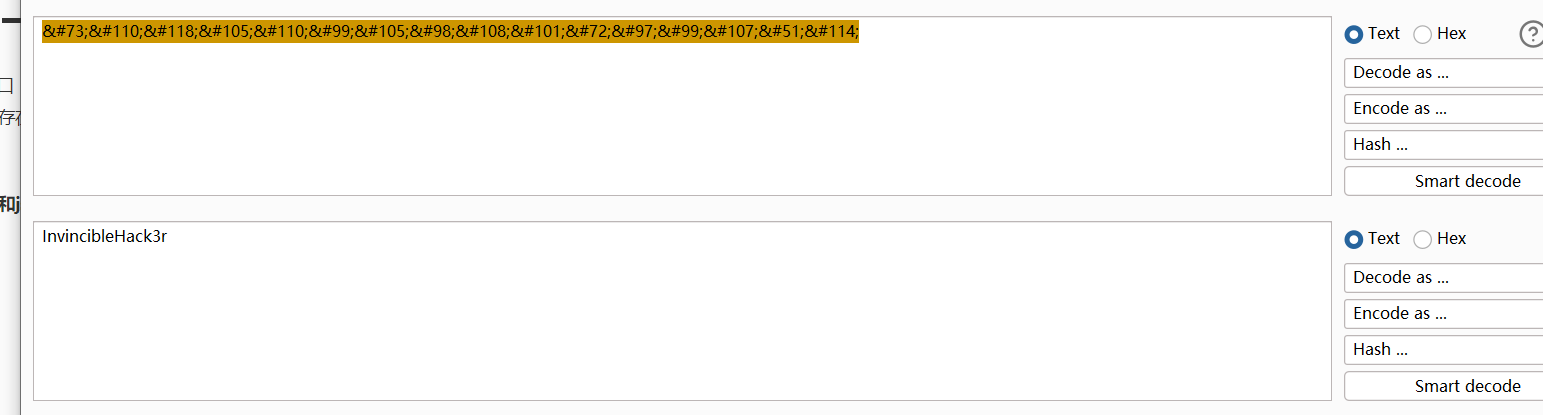 &#73;&#110;&#118;&#105;&#110;&#99;&#105;&#98;&#108;&#101;&#72;&#97;&#99;&#107;&#51;&#114;
Text Hex ?
口
Decode as ...
存在
Encode as ...
Hash ...
Smart decode
和j
InvincibleHack3r
Text Hex
Decode as ...
Encode as ...
Hash ...
Smart decode